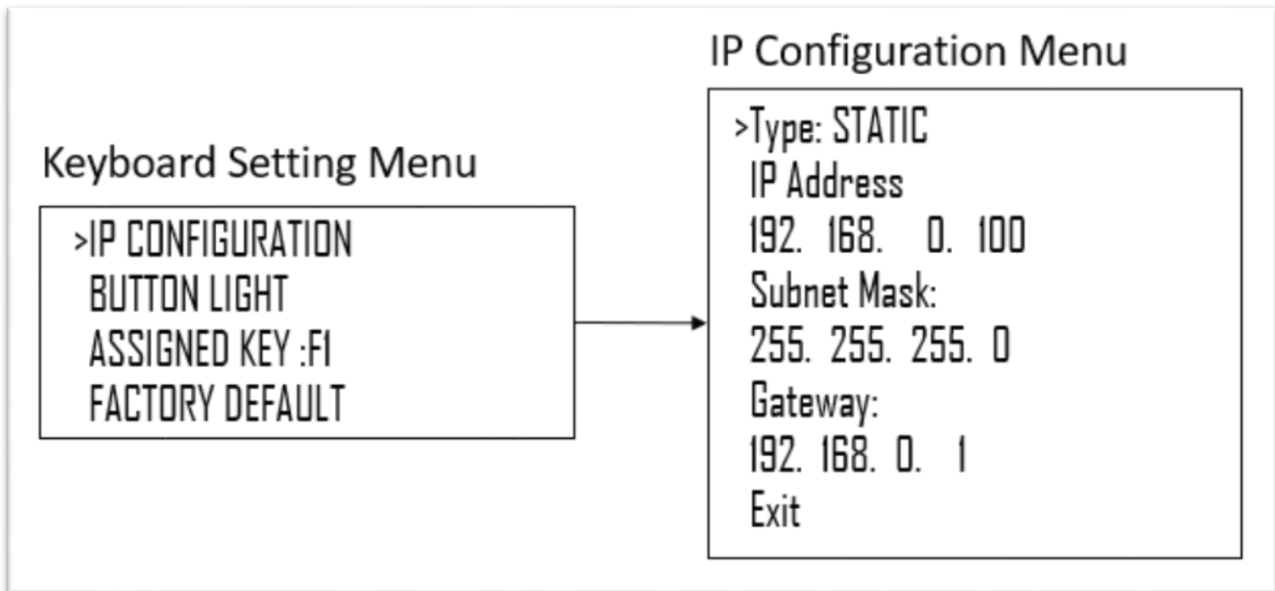 Keyboard Setting Menu
>IP CONFIGURATION
BUTTON LIGHT
ASSIGNED KEY :F1
FACTORY DEFAULT
IP Configuration Menu
>Type: STATIC
IP Address
192. 168. 0. 100
Subnet Mask:
255. 255. 255. 0
Gateway:
192. 168. 0. 1
Exit